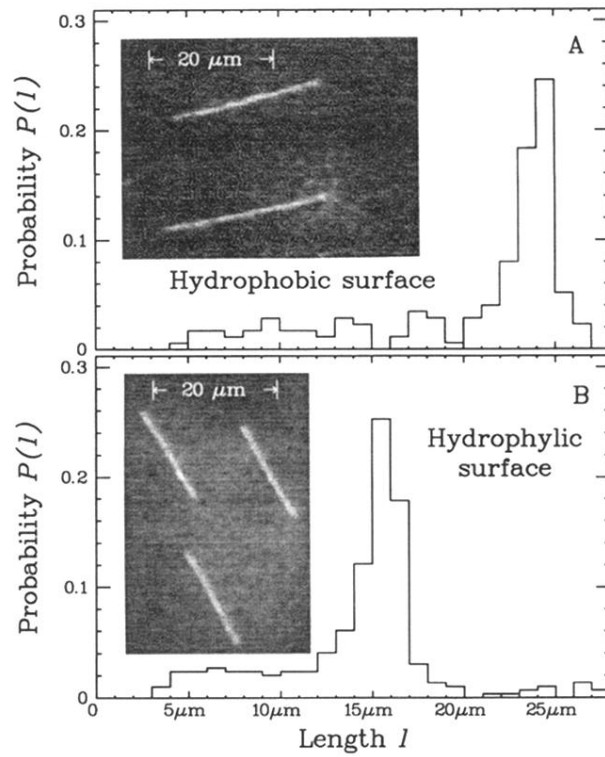 0.3
A
20 μm
Probability P(l)
0.2
0.1
Hydrophobic surface
0
0.3
B
20 μm
Hydrophylic
surface
Probability P(l)
0.2
0.1
0
0 5μm 10μm 15μm 20μm 25μm
Length l